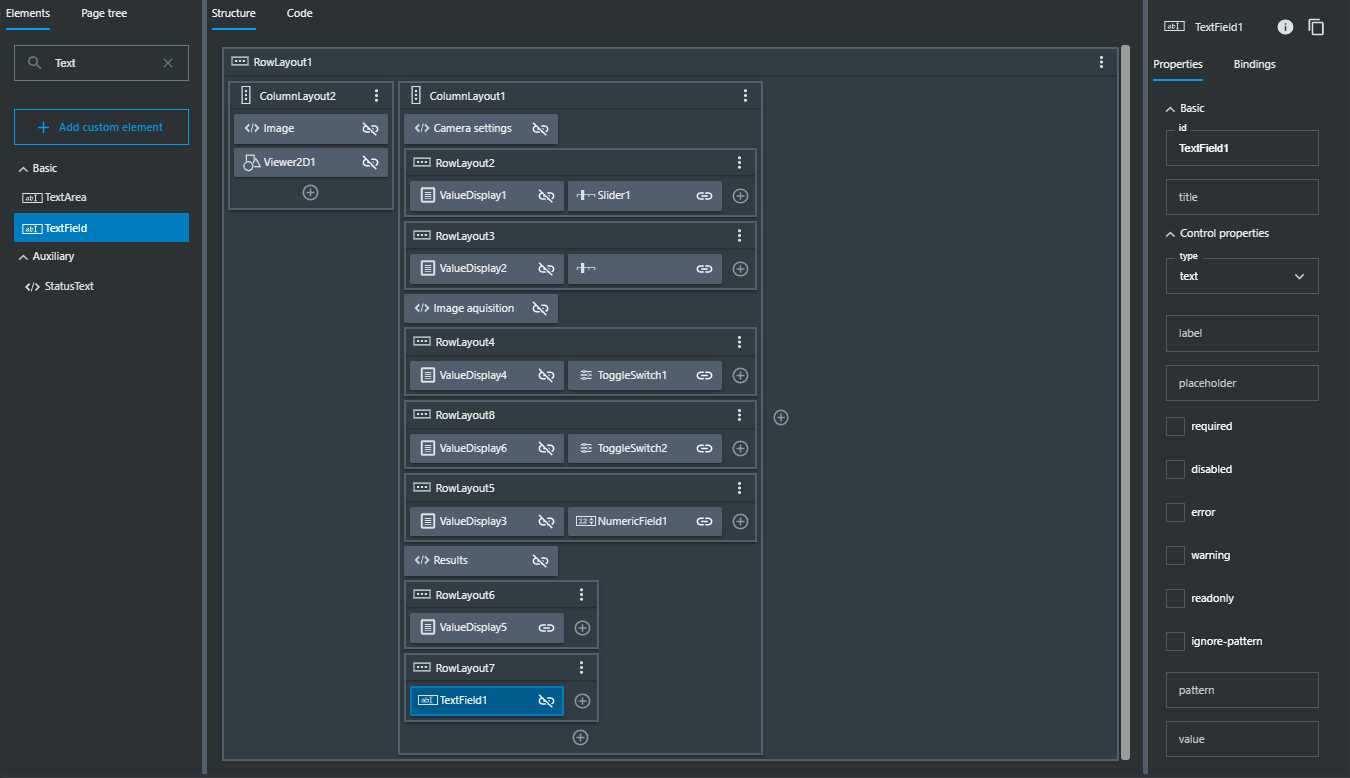 Elements
Page tree
Text
Add custom element
Basic
TextArea
TextField
Auxiliary
StatusText
Structure
Code
RowLayout1
ColumnLayout2
Image
Viewer2D1
ColumnLayout1
Camera settings
RowLayout2
ValueDisplay1
Slider1
RowLayout3
ValueDisplay2
Image aquisition
RowLayout4
ValueDisplay4
ToggleSwitch1
RowLayout8
ValueDisplay6
ToggleSwitch2
RowLayout5
ValueDisplay3
NumericField1
Results
RowLayout6
ValueDisplay5
RowLayout7
TextField1
TextField1
Properties
Bindings
Basic
id
TextField1
title
Control properties
type
text
label
placeholder
required
disabled
error
warning
readonly
ignore-pattern
pattern
value